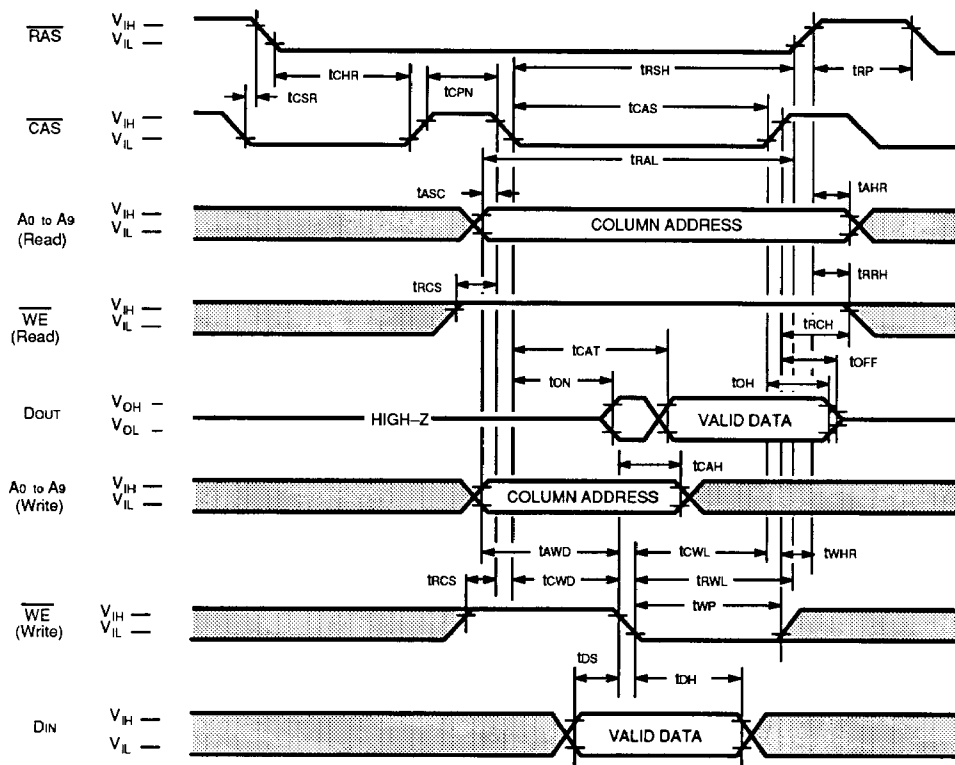 RAS
VIH
VIL
tCHR
tCSR
tCPN
tRSH
tRP
CAS
VIH
VIL
tCAS
tRAL
tASC
tAHR
A0 to A9
(Read)
VIH
VIL
COLUMN ADDRESS
tRCS
tRRH
WE
(Read)
VIH
VIL
tRCH
tCAT
tOFF
tON
tOH
DOUT
VOH
VOL
HIGH–Z
VALID DATA
tCAH
A0 to A9
(Write)
VIH
VIL
COLUMN ADDRESS
tAWD
tCWL
tWHR
tRCS
tCWD
tRWL
WE
(Write)
VIH
VIL
tWP
tDS
tDH
DIN
VIH
VIL
VALID DATA